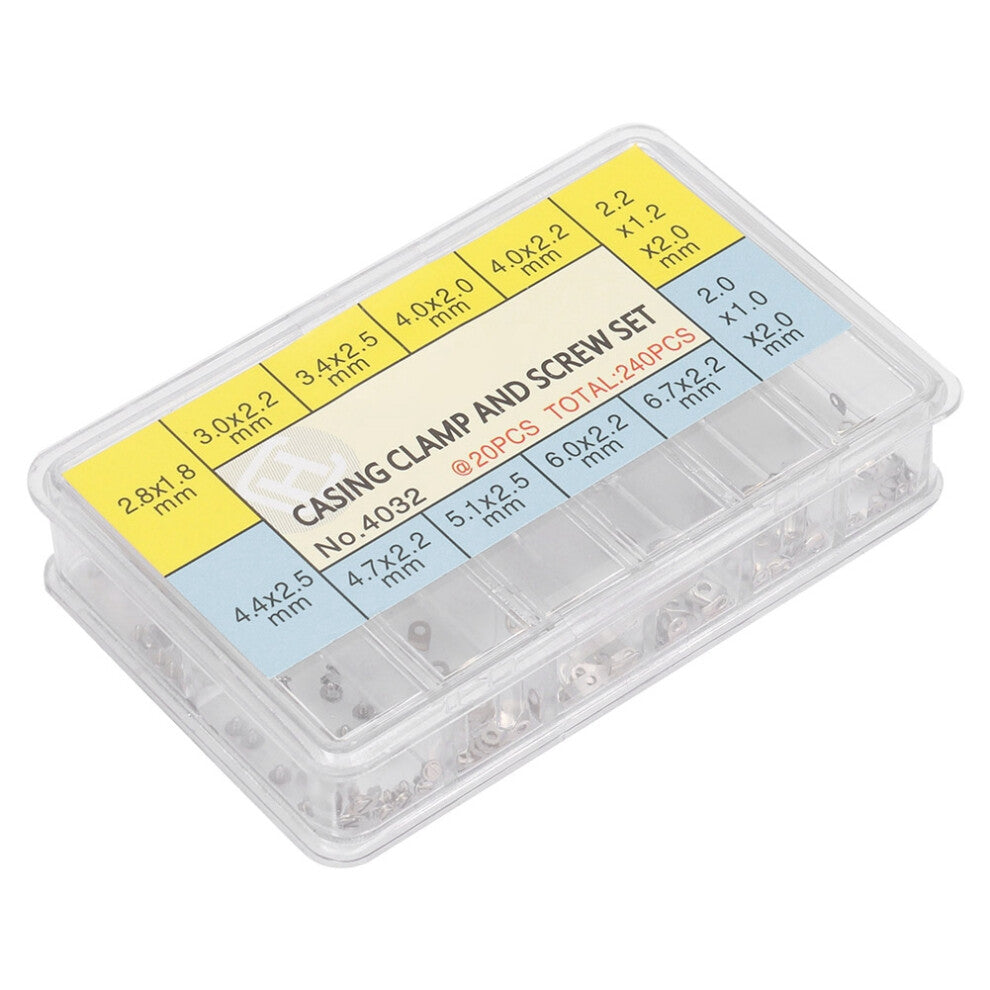 2.8x1.8
mm
3.0x2.2
mm
3.4x2.5
mm
4.0x2.0
mm
4.0x2.2
mm
2.2
x1.2
x2.0
mm
CASING CLAMP AND SCREW SET
No.4032 @20PCS TOTAL:240PCS
4.4x2.5
mm
4.7x2.2
mm
5.1x2.5
mm
6.0x2.2
mm
6.7x2.2
mm
2.0
x1.0
x2.0
mm